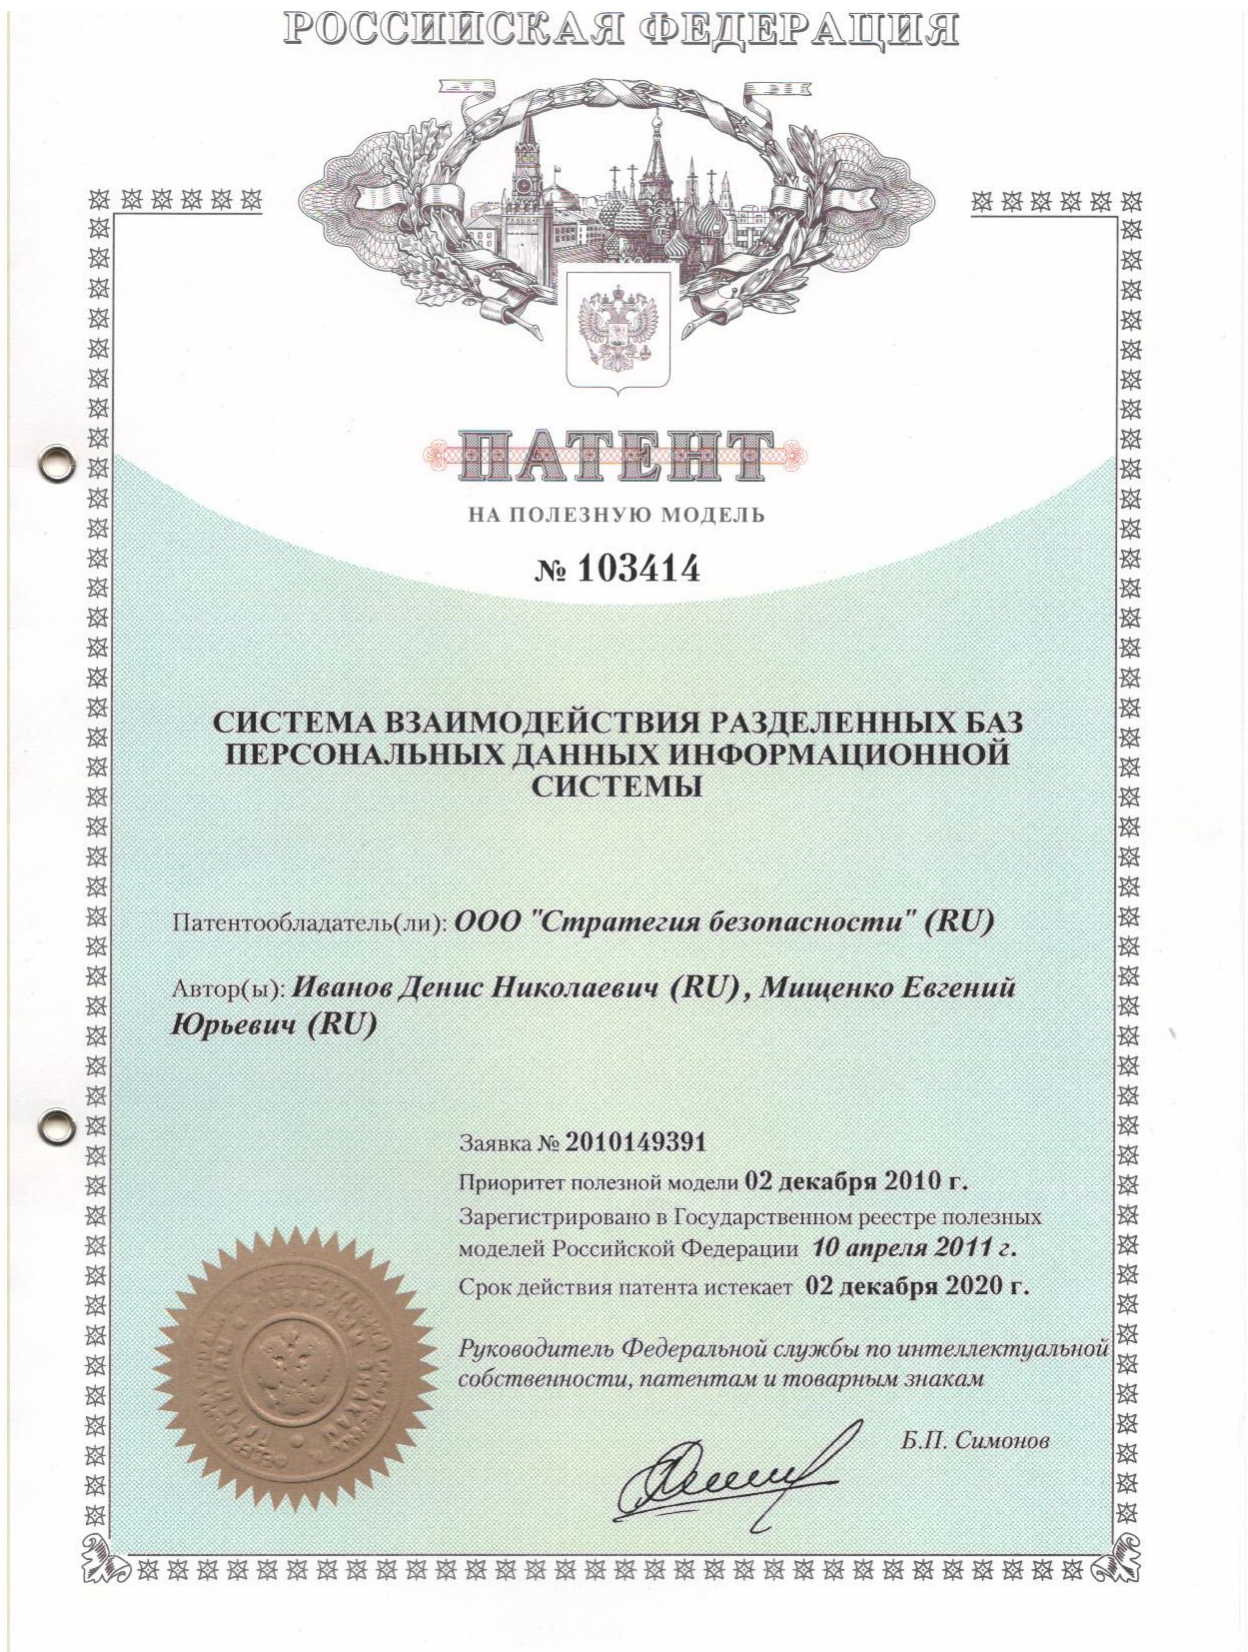 РОССИЙСКАЯ ФЕДЕРАЦИЯ
ПАТЕНТ
НА ПОЛЕЗНУЮ МОДЕЛЬ
№ 103414
СИСТЕМА ВЗАИМОДЕЙСТВИЯ РАЗДЕЛЕННЫХ БАЗ
ПЕРСОНАЛЬНЫХ ДАННЫХ ИНФОРМАЦИОННОЙ
СИСТЕМЫ
Патентообладатель(ли): ООО "Стратегия безопасности" (RU)
Автор(ы): Иванов Денис Николаевич (RU), Мищенко Евгений
Юрьевич (RU)
Заявка № 2010149391
Приоритет полезной модели 02 декабря 2010 г.
Зарегистрировано в Государственном реестре полезных
моделей Российской Федерации 10 апреля 2011 г.
Срок действия патента истекает 02 декабря 2020 г.
Руководитель Федеральной службы по интеллектуальной
собственности, патентам и товарным знакам
Б.П. Симонов